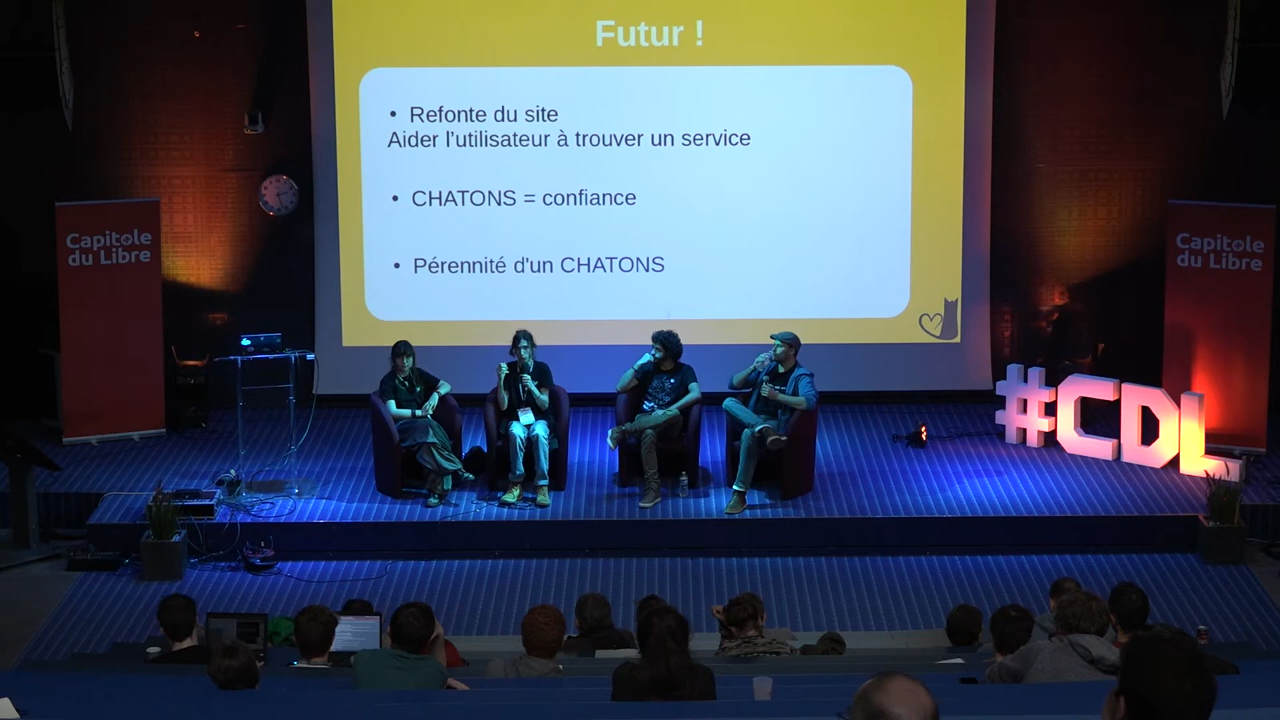 Futur !
• Refonte du site
Aider l'utilisateur à trouver un service
• CHATONS = confiance
• Pérennité d'un CHATONS
Capitole
du Libre
Capitole
du Libre
#CDL